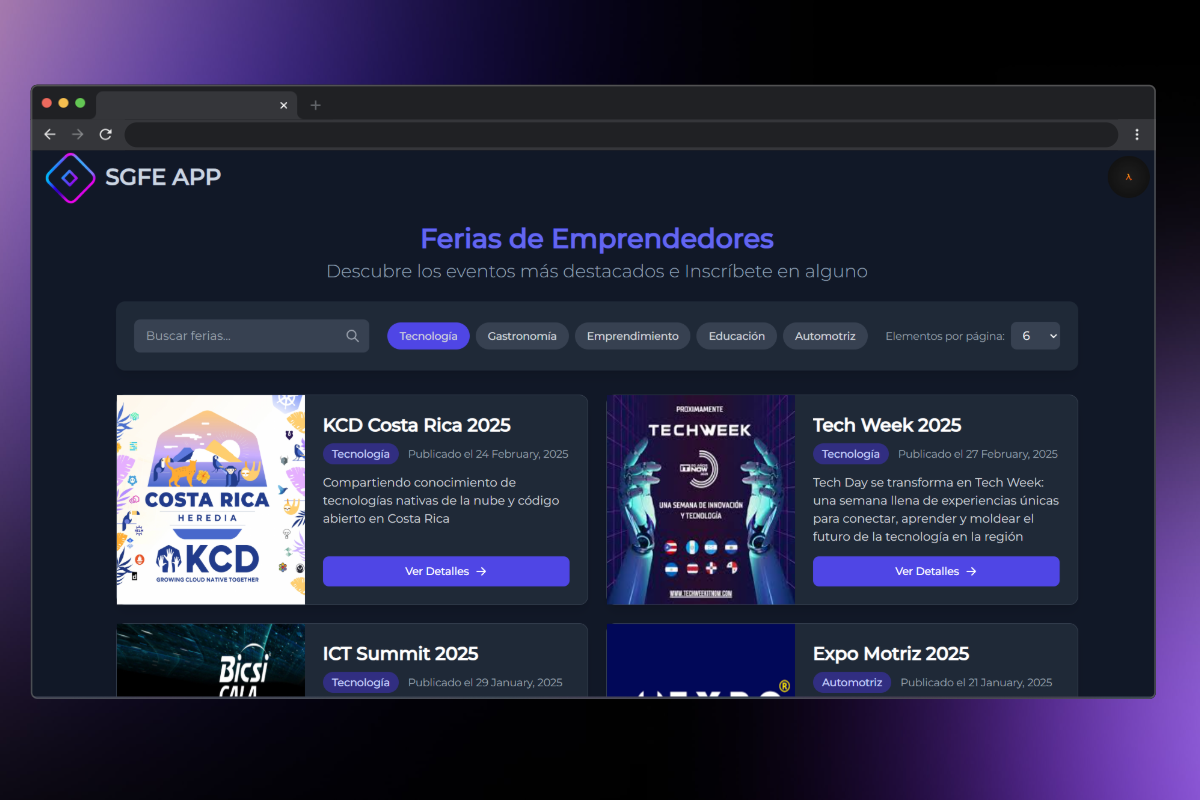 SGFE APP
λ
Ferias de Emprendedores
Descubre los eventos más destacados e Inscríbete en alguno
Buscar ferias...
Tecnología
Gastronomía
Emprendimiento
Educación
Automotriz
Elementos por página:
6
COSTA RICA
HEREDIA
KCD
GROWING CLOUD NATIVE TOGETHER
KCD Costa Rica 2025
Tecnología
Publicado el 24 February, 2025
Compartiendo conocimiento de
tecnologías nativas de la nube y código
abierto en Costa Rica
Ver Detalles →
PROXIMAMENTE
TECHWEEK
NOW
UNA SEMANA DE INNOVACIÓN
Y TECNOLOGÍA
WWW.TECHWEEKITNOW.COM
Tech Week 2025
Tecnología
Publicado el 27 February, 2025
Tech Day se transforma en Tech Week:
una semana llena de experiencias únicas
para conectar, aprender y moldear el
futuro de la tecnología en la región
Ver Detalles →
Bicsi
CALA
ICT Summit 2025
Tecnología
Publicado el 29 January, 2025
EXPO
®
Expo Motriz 2025
Automotriz
Publicado el 21 January, 2025